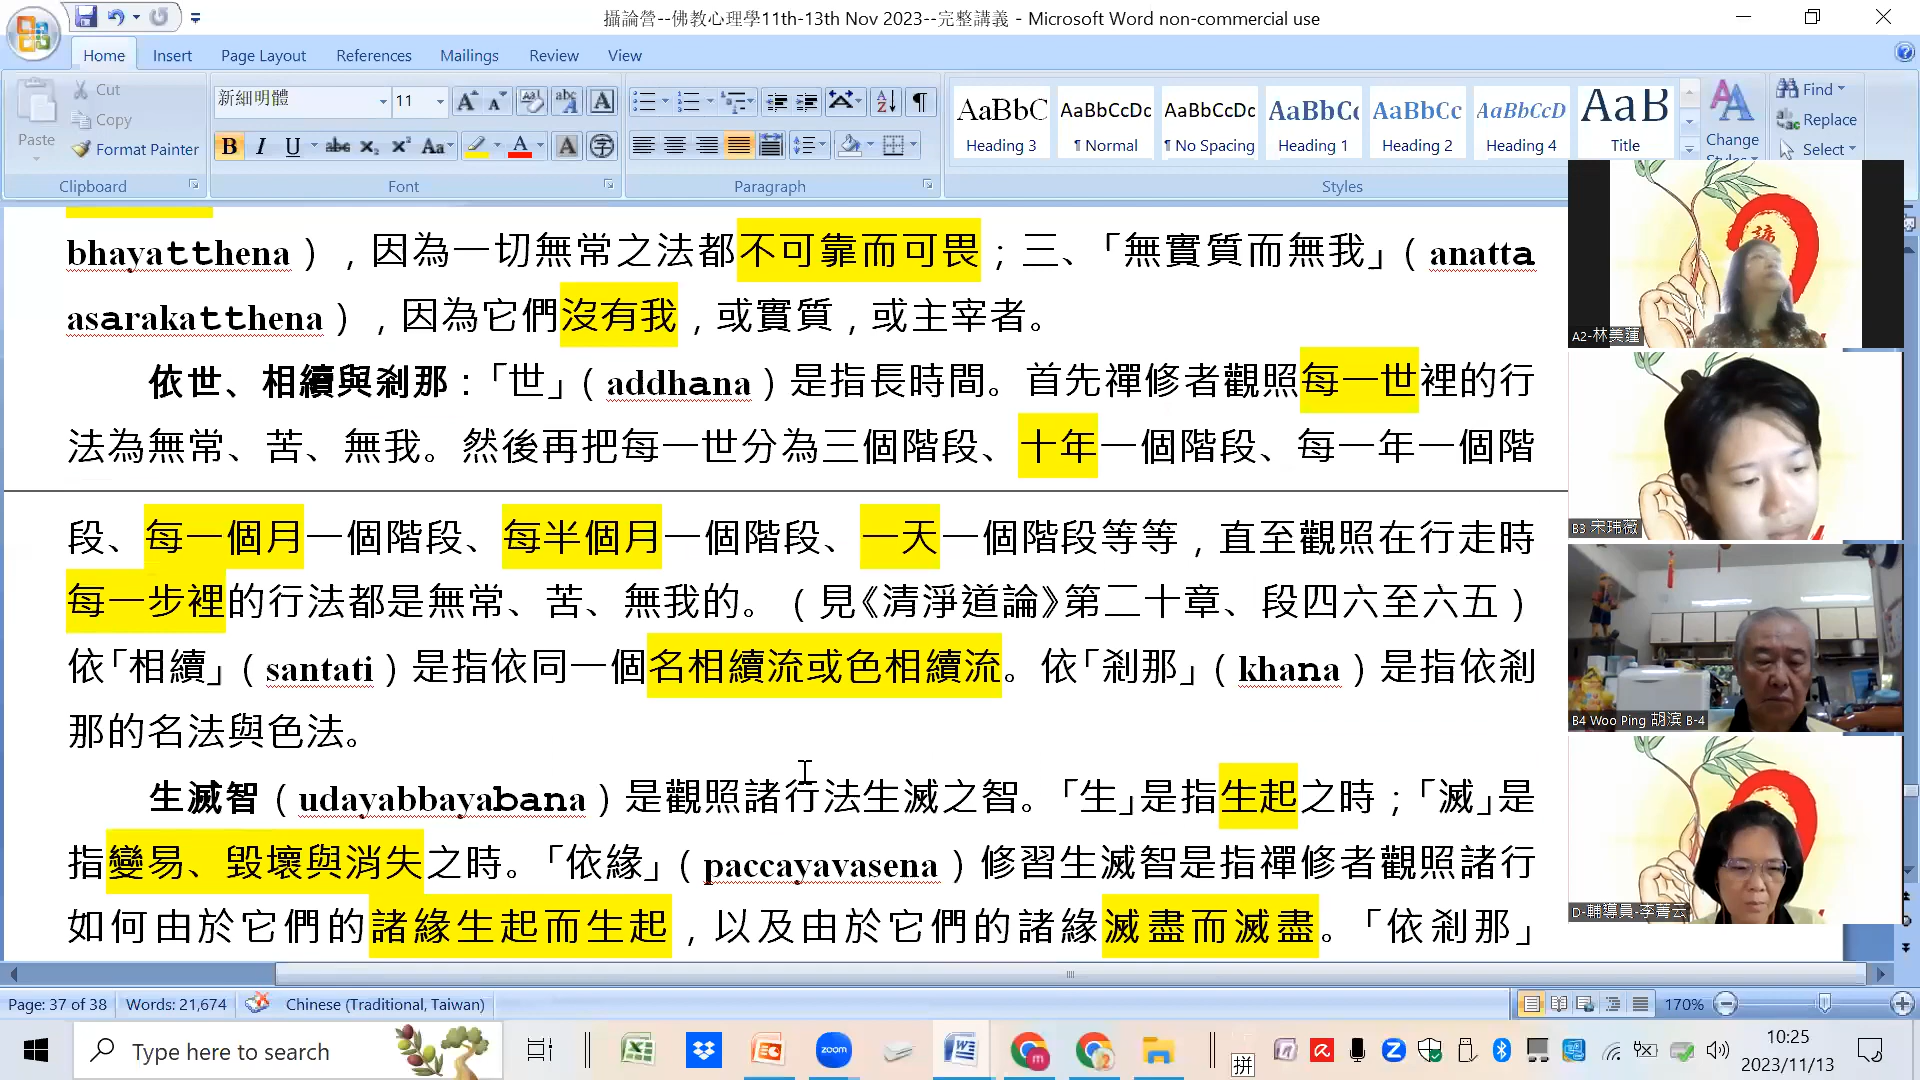 攝論營--佛教心理學11th-13th Nov 2023--完整講義 - Microsoft Word non-commercial use
Home Insert Page Layout References Mailings Review View
Paste
Cut
Copy
Format Painter
Clipboard
新細明體 11
Font
Paragraph
AaBbC AaBbCcDc AaBbCcDc AaBbCc AaBbCc AaBbCcD AaB
Heading 3 ¶ Normal ¶ No Spacing Heading 1 Heading 2 Heading 4 Title
Change
Styles
Find
Replace
Select
bhayatthena），因為一切無常之法都不可靠而可畏；三、「無實質而無我」（anatta
asarakatthena），因為它們沒有我，或實質，或主宰者。
依世、相續與剎那：「世」（addhana）是指長時間。首先禪修者觀照每一世裡的行
法為無常、苦、無我。然後再把每一世分為三個階段、十年一個階段、每一年一個階
段、每一個月一個階段、每半個月一個階段、一天一個階段等等，直至觀照在行走時
每一步裡的行法都是無常、苦、無我的。（見《清淨道論》第二十章、段四六至六五）
依「相續」（santati）是指依同一個名相續流或色相續流。依「剎那」（khana）是指依剎
那的名法與色法。
生滅智（udayabbayabana）是觀照諸行法生滅之智。「生」是指生起之時；「滅」是
指變易、毀壞與消失之時。「依緣」（paccayavasena）修習生滅智是指禪修者觀照諸行
如何由於它們的諸緣生起而生起，以及由於它們的諸緣滅盡而滅盡。「依剎那」
A2-林美蓮
B3 宋玮薇
B4 Woo Ping 胡滨 B-4
D-輔導員-李菁云
Page: 37 of 38 Words: 21,674 Chinese (Traditional, Taiwan) 170%
Type here to search
zoom
拼
10:25
2023/11/13